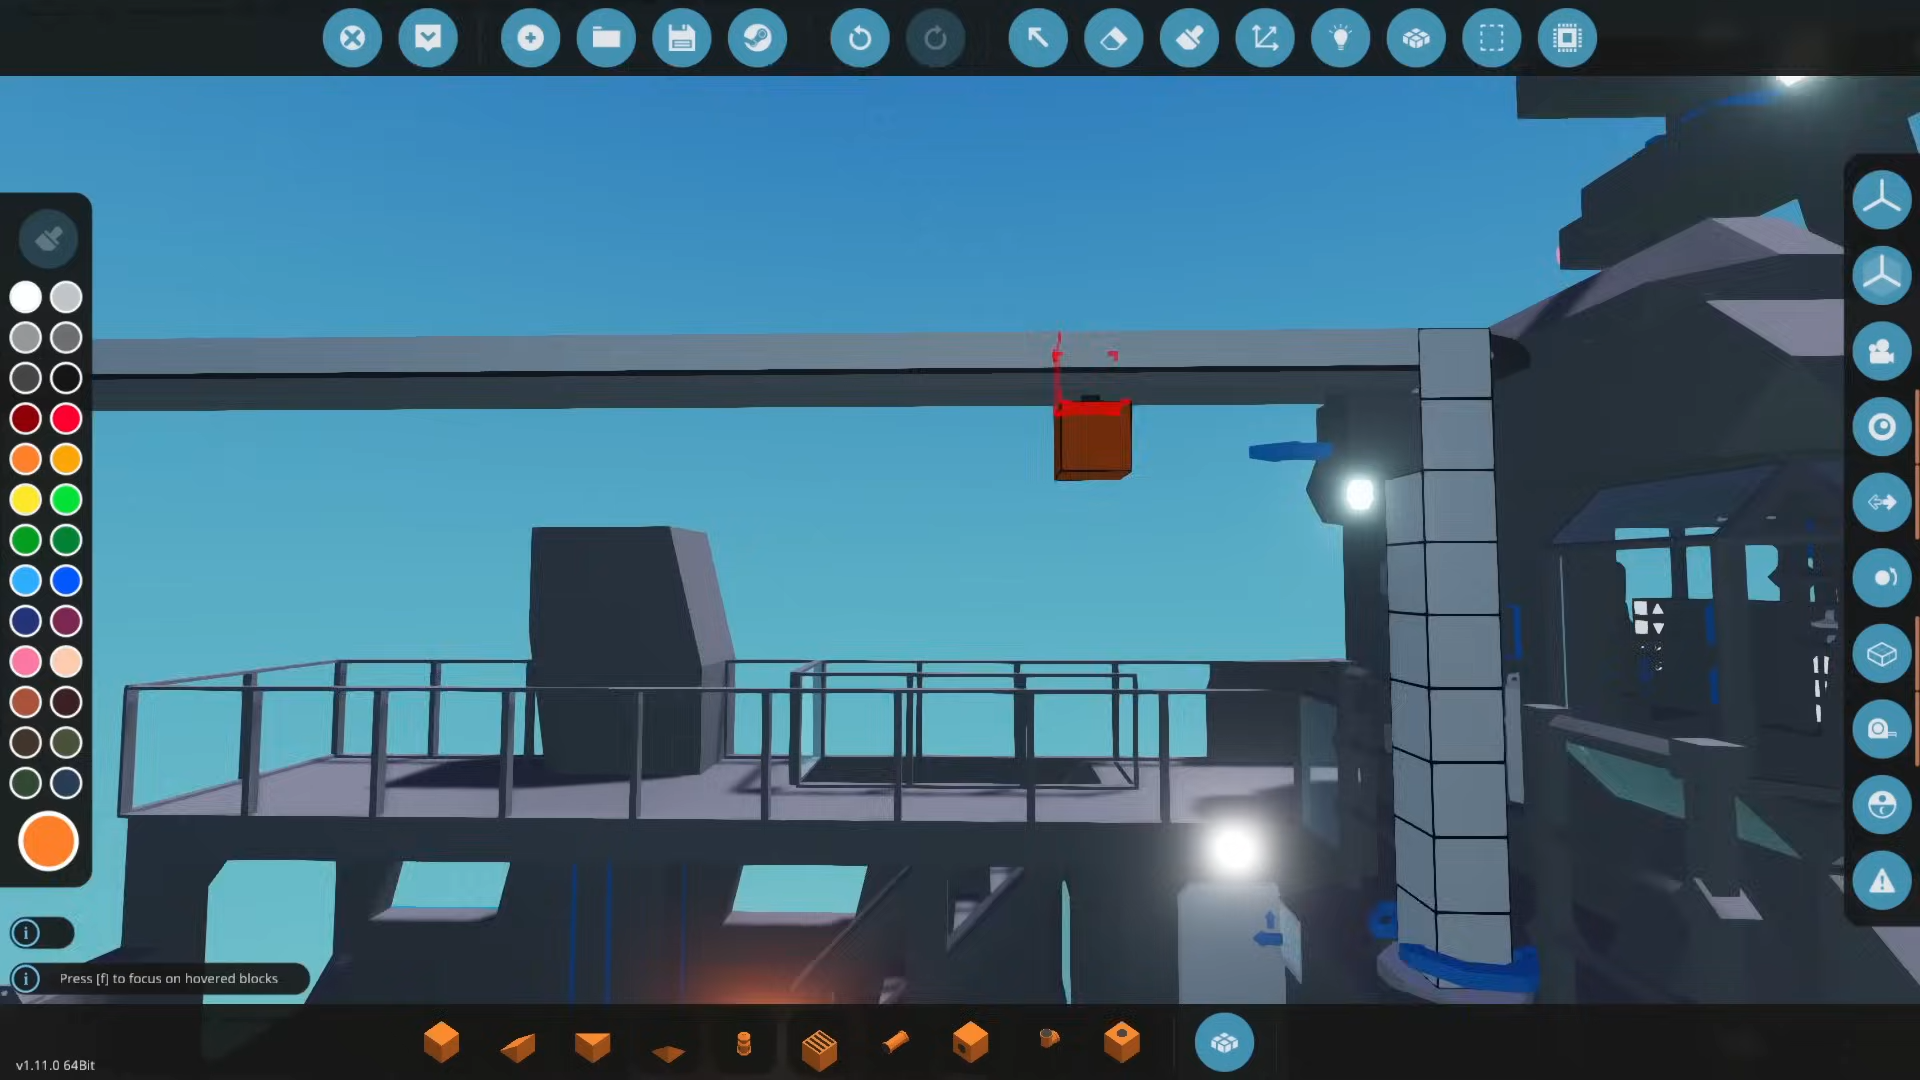 Press [f] to focus on hovered blocks
v1.11.0 64Bit